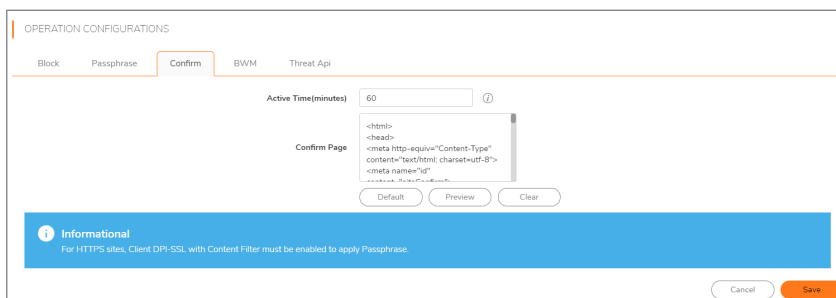 OPERATION CONFIGURATIONS
Block Passphrase Confirm BWM Threat Api
Active Time(minutes) 60
Confirm Page
<html>
<head>
<meta http-equiv="Content-Type"
content="text/html; charset=utf-8">
<meta name="id"
Default Preview Clear
Informational
For HTTPS sites, Client DPI-SSL with Content Filter must be enabled to apply Passphrase.
Cancel Save